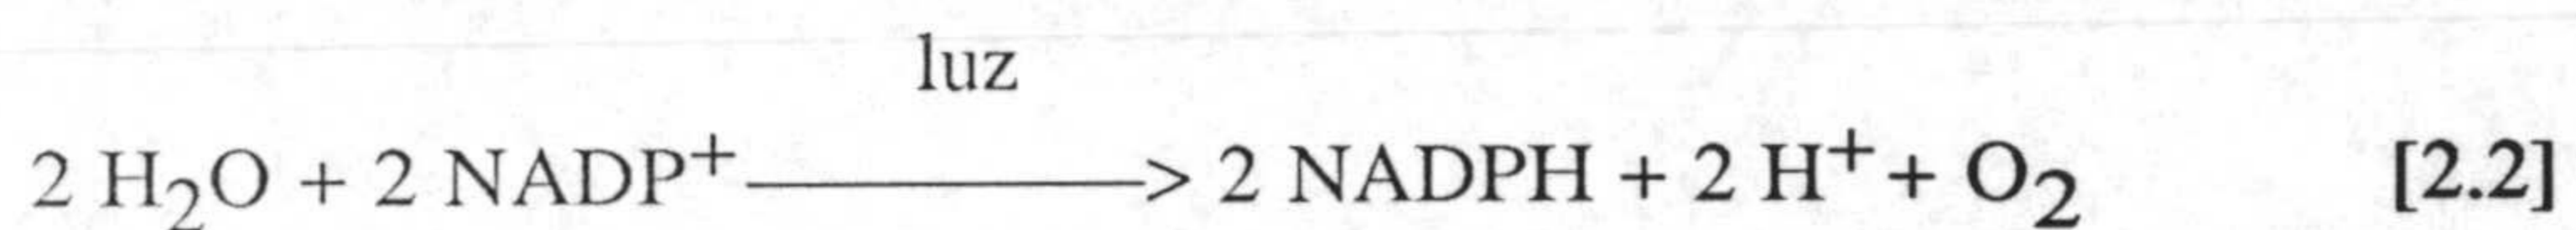 luz
2 H₂O + 2 NADP⁺ ————> 2 NADPH + 2 H⁺ + O₂ [2.2]